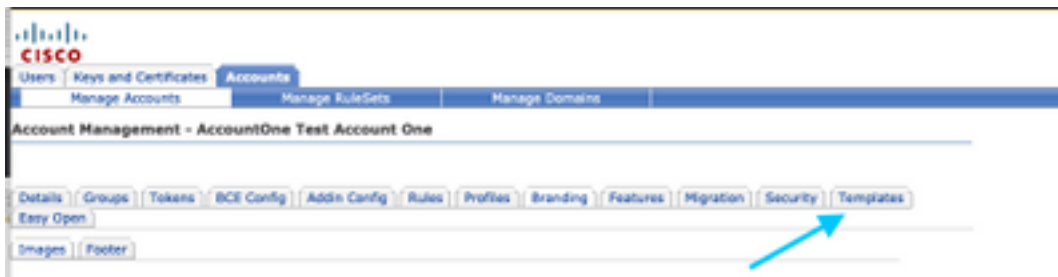 CISCO
Users Keys and Certificates Accounts
Manage Accounts Manage RuleSets Manage Domains
Account Management - AccountOne Test Account One
Details Groups Tokens BCE Config Addin Config Rules Profiles Branding Features Migration Security Templates
Easy Open
Images Footer